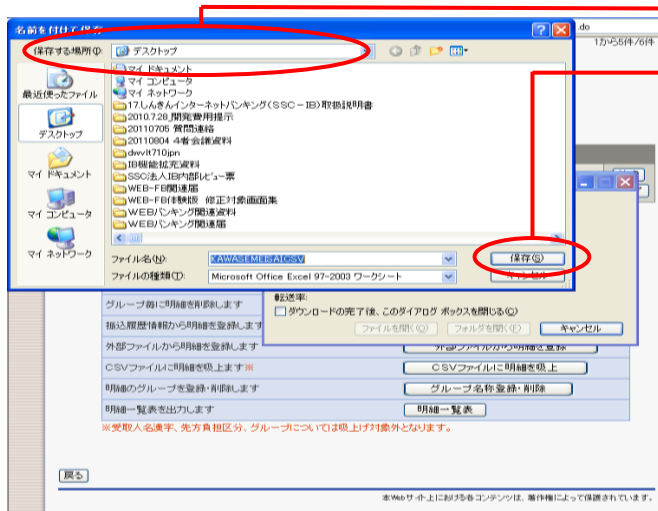 名前を付けて保存
.do
保存する場所(I):
デスクトップ
1から5件/6件
最近使ったファイル
デスクトップ
マイ ドキュメント
マイ コンピュータ
マイ ネットワーク
マイ ドキュメント
マイ コンピュータ
マイ ネットワーク
17.しんきんインターネットバンキング(SSC-IB)取扱説明書
2010.7.28_開発費用提示
20110705 質問連絡
20110804 4者会議資料
dwvlt710jpn
IB機能拡充資料
SSC法人IB内部レビュー票
WEB-FB関連届
WEB-FB体験版 修正対象画面集
WEBバンキング関連資料
WEBバンキング関連届
ファイル名(N):
KAWASEMEISAICSV
保存(S)
ファイルの種類(T):
Microsoft Office Excel 97-2003 ワークシート
キャンセル
転送率:
ダウンロードの完了後、このダイアログ ボックスを閉じる(C)
ファイルを開く(O)
フォルダを開く(F)
キャンセル
グループ毎に明細を削除します
振込履歴情報から明細を登録します
外部ファイルから明細を登録します
外部ファイルから明細を登録
CSVファイルに明細を吸上ます※
CSVファイルに明細を吸上
明細のグループを登録・削除します
グループ名称登録・削除
明細一覧表を出力します
明細一覧表
※受取人名漢字、先方負担区分、グループについては吸上げ対象外となります。
戻る
本Webサイト上における各コンテンツは、著作権によって保護されています。